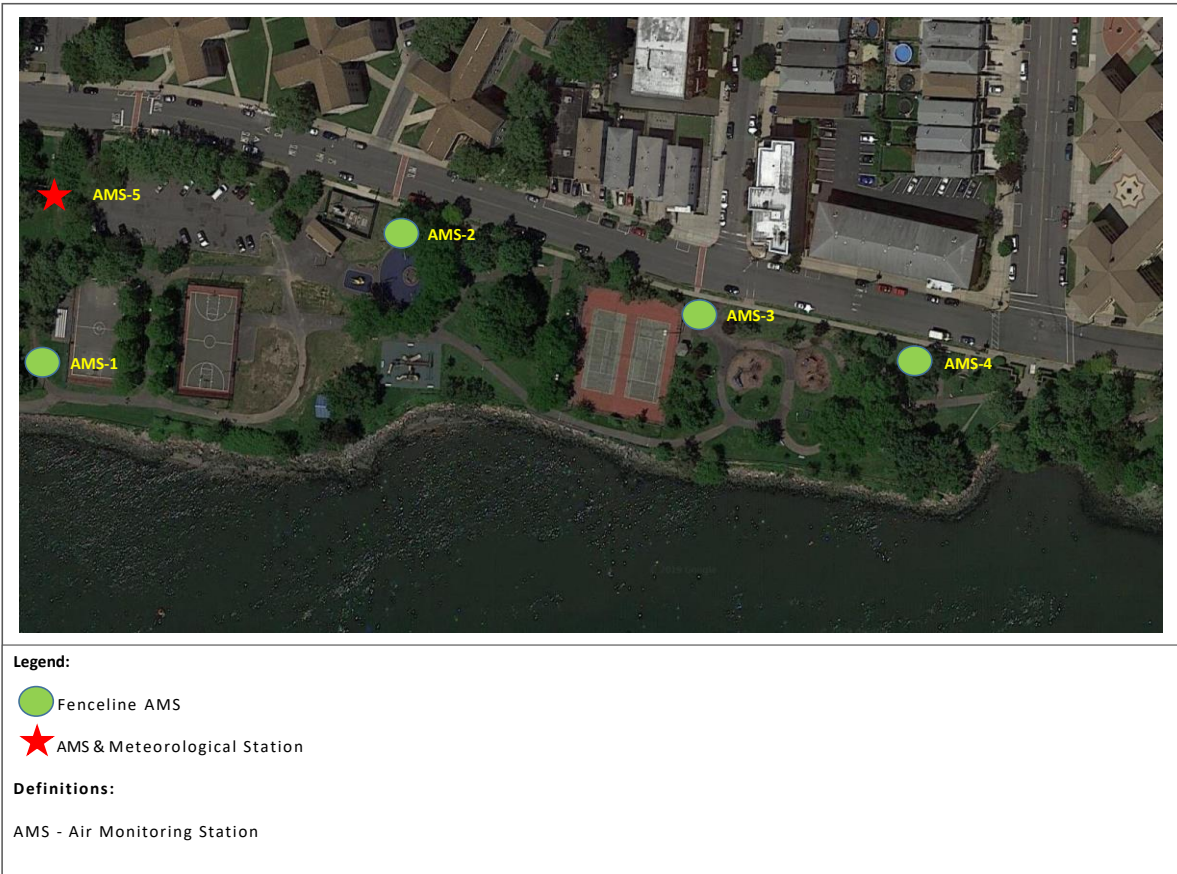 AMS-5
AMS-2
AMS-3
AMS-1
AMS-4
Legend:
Fenceline AMS
AMS & Meteorological Station
Definitions:
AMS - Air Monitoring Station